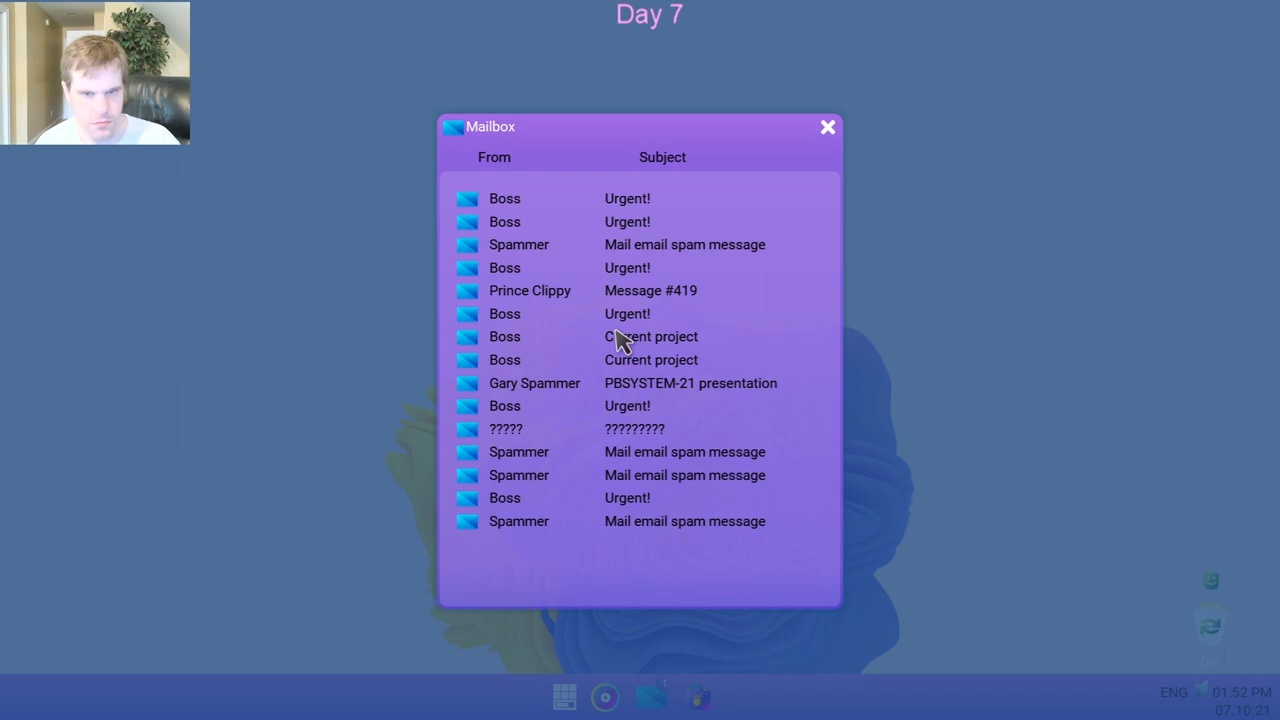 Day 7
Mailbox
From Subject
Boss Urgent!
Boss Urgent!
Spammer Mail email spam message
Boss Urgent!
Prince Clippy Message #419
Boss Urgent!
Boss Current project
Boss Current project
Gary Spammer PBSYSTEM-21 presentation
Boss Urgent!
????? ?????????
Spammer Mail email spam message
Spammer Mail email spam message
Boss Urgent!
Spammer Mail email spam message
1
ENG 01:52 PM
07.10.21